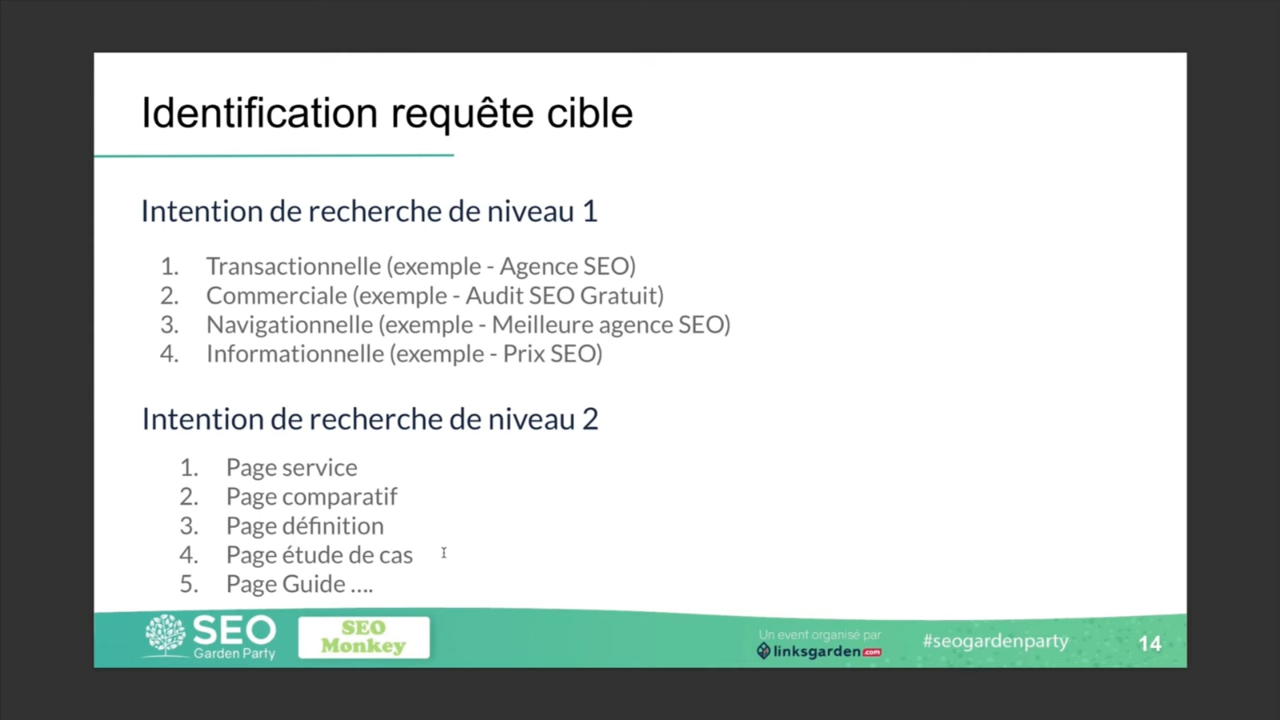 Identification requête cible
Intention de recherche de niveau 1
1. Transactionnelle (exemple - Agence SEO)
2. Commerciale (exemple - Audit SEO Gratuit)
3. Navigationnelle (exemple - Meilleure agence SEO)
4. Informationnelle (exemple - Prix SEO)
Intention de recherche de niveau 2
1. Page service
2. Page comparatif
3. Page définition
4. Page étude de cas
5. Page Guide ....
SEO
Garden Party
SEO
Monkey
Un event organisé par
linksgarden.com
#seogardenparty
14